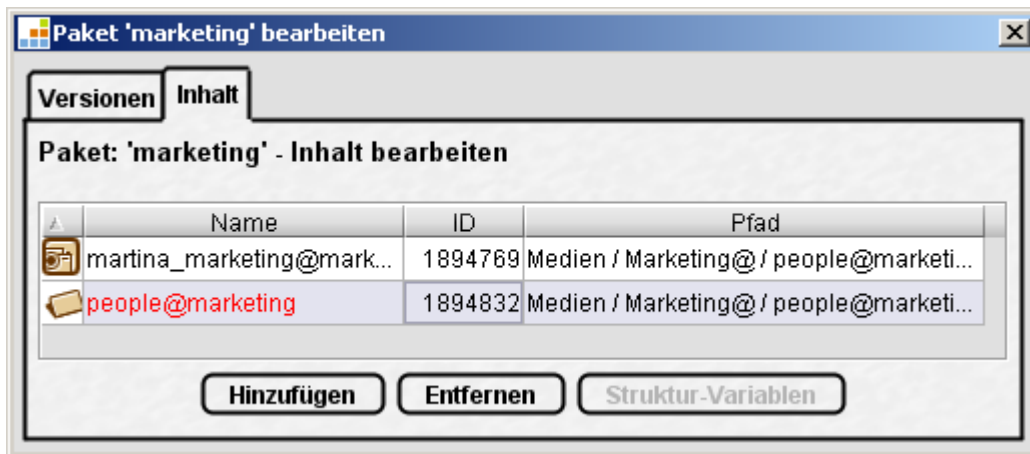 Paket 'marketing' bearbeiten
Versionen Inhalt
Paket: 'marketing' - Inhalt bearbeiten
Name ID Pfad
martina_marketing@mark... 1894769 Medien / Marketing@ / people@marketi...
people@marketing 1894832 Medien / Marketing@ / people@marketi...
Hinzufügen Entfernen Struktur-Variablen